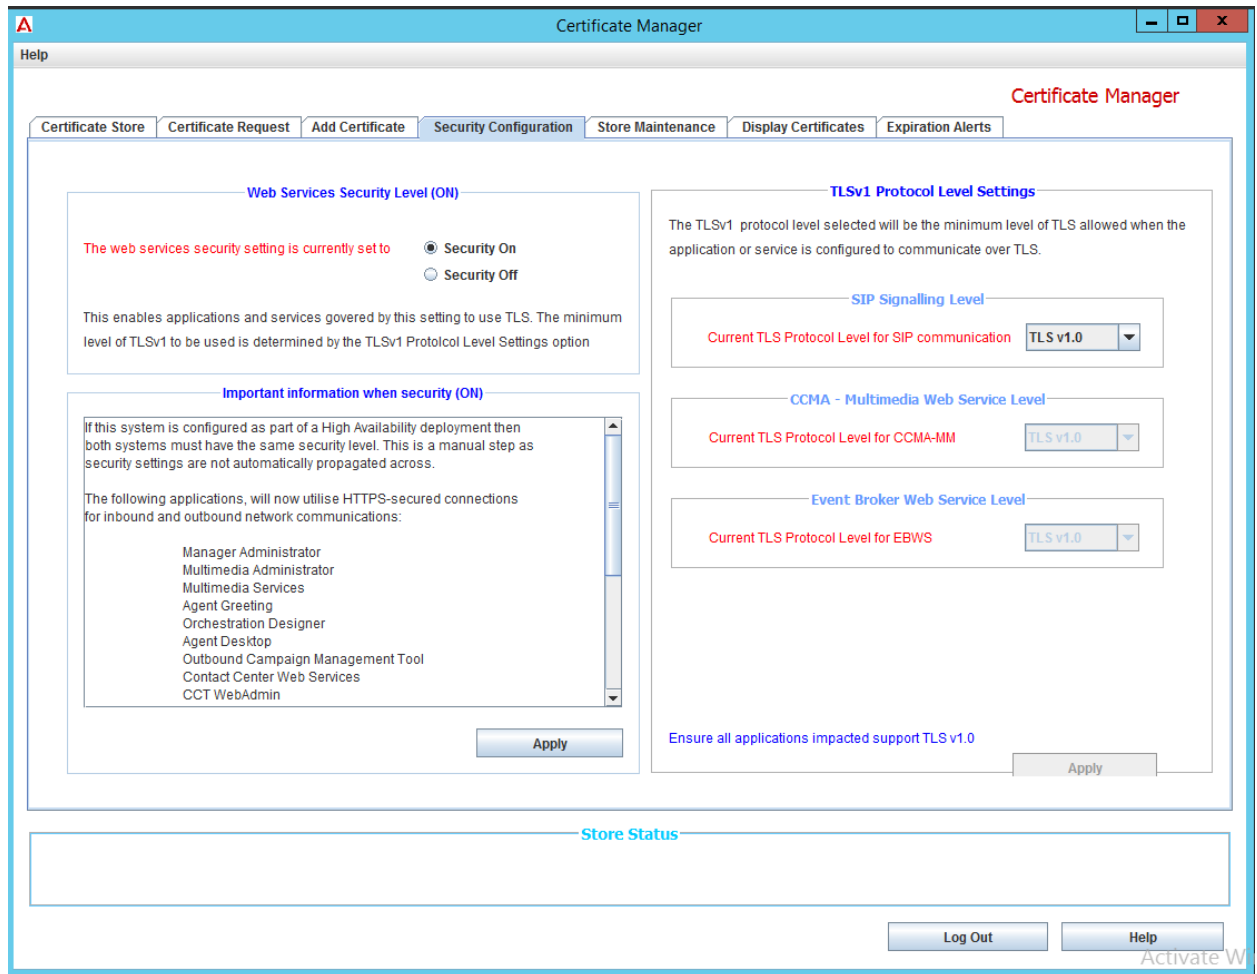 Certificate Manager
Help
Certificate Manager
Certificate Store
Certificate Request
Add Certificate
Security Configuration
Store Maintenance
Display Certificates
Expiration Alerts
Web Services Security Level (ON)
The web services security setting is currently set to
Security On
Security Off
This enables applications and services govered by this setting to use TLS. The minimum
level of TLSv1 to be used is determined by the TLSv1 Protolcol Level Settings option
Important information when security (ON)
If this system is configured as part of a High Availability deployment then
both systems must have the same security level. This is a manual step as
security settings are not automatically propagated across.
The following applications, will now utilise HTTPS-secured connections
for inbound and outbound network communications:
Manager Administrator
Multimedia Administrator
Multimedia Services
Agent Greeting
Orchestration Designer
Agent Desktop
Outbound Campaign Management Tool
Contact Center Web Services
CCT WebAdmin
Apply
TLSv1 Protocol Level Settings
The TLSv1 protocol level selected will be the minimum level of TLS allowed when the
application or service is configured to communicate over TLS.
SIP Signalling Level
Current TLS Protocol Level for SIP communication
TLS v1.0
CCMA - Multimedia Web Service Level
Current TLS Protocol Level for CCMA-MM
TLS v1.0
Event Broker Web Service Level
Current TLS Protocol Level for EBWS
TLS v1.0
Ensure all applications impacted support TLS v1.0
Apply
Store Status
Log Out
Help
Activate W